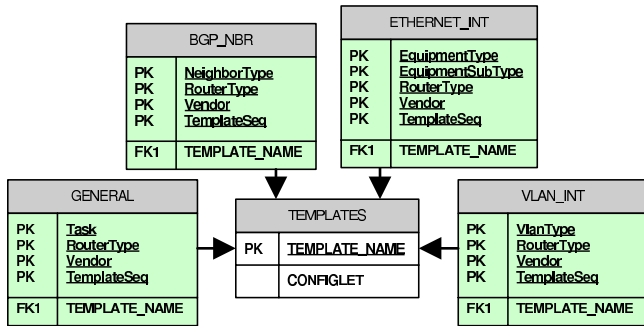 BGP_NBR
PK NeighborType
PK RouterType
PK Vendor
PK TemplateSeq
FK1 TEMPLATE_NAME
ETHERNET_INT
PK EquipmentType
PK EquipmentSubType
PK RouterType
PK Vendor
PK TemplateSeq
FK1 TEMPLATE_NAME
GENERAL
PK Task
PK RouterType
PK Vendor
PK TemplateSeq
FK1 TEMPLATE_NAME
TEMPLATES
PK TEMPLATE_NAME
CONFIGLET
VLAN_INT
PK VlanType
PK RouterType
PK Vendor
PK TemplateSeq
FK1 TEMPLATE_NAME